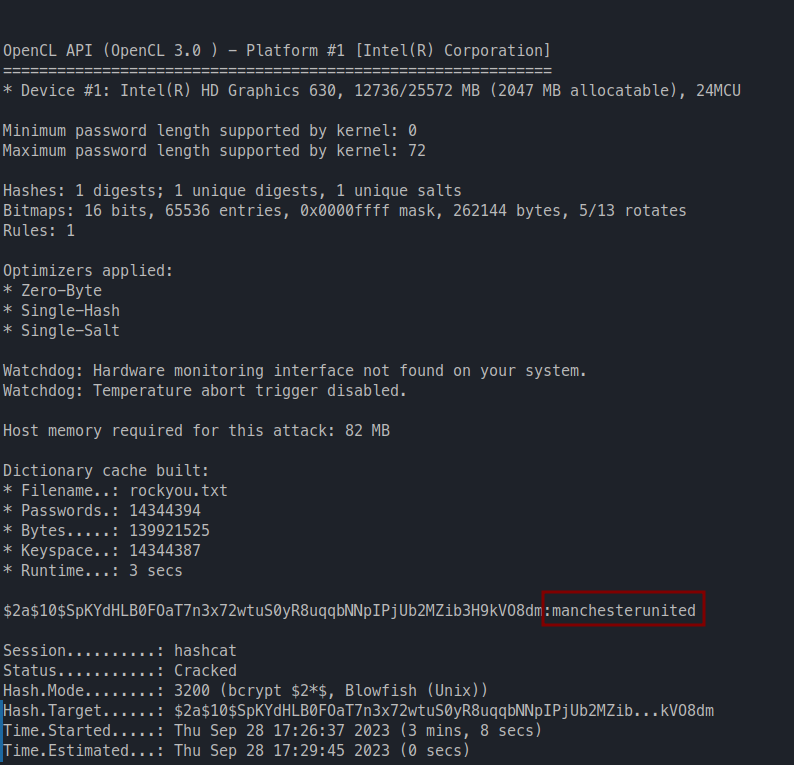 OpenCL API (OpenCL 3.0 ) - Platform #1 [Intel(R) Corporation]
=============================================================
* Device #1: Intel(R) HD Graphics 630, 12736/25572 MB (2047 MB allocatable), 24MCU
Minimum password length supported by kernel: 0
Maximum password length supported by kernel: 72
Hashes: 1 digests; 1 unique digests, 1 unique salts
Bitmaps: 16 bits, 65536 entries, 0x0000ffff mask, 262144 bytes, 5/13 rotates
Rules: 1
Optimizers applied:
* Zero-Byte
* Single-Hash
* Single-Salt
Watchdog: Hardware monitoring interface not found on your system.
Watchdog: Temperature abort trigger disabled.
Host memory required for this attack: 82 MB
Dictionary cache built:
* Filename..: rockyou.txt
* Passwords.: 14344394
* Bytes.....: 139921525
* Keyspace..: 14344387
* Runtime...: 3 secs
$2a$10$SpKYdHLB0FOaT7n3x72wtuS0yR8uqqbNNpIPjUb2MZib3H9kVO8dm:manchesterunited
Session..........: hashcat
Status...........: Cracked
Hash.Mode........: 3200 (bcrypt $2*$, Blowfish (Unix))
Hash.Target......: $2a$10$SpKYdHLB0FOaT7n3x72wtuS0yR8uqqbNNpIPjUb2MZib...kVO8dm
Time.Started.....: Thu Sep 28 17:26:37 2023 (3 mins, 8 secs)
Time.Estimated...: Thu Sep 28 17:29:45 2023 (0 secs)